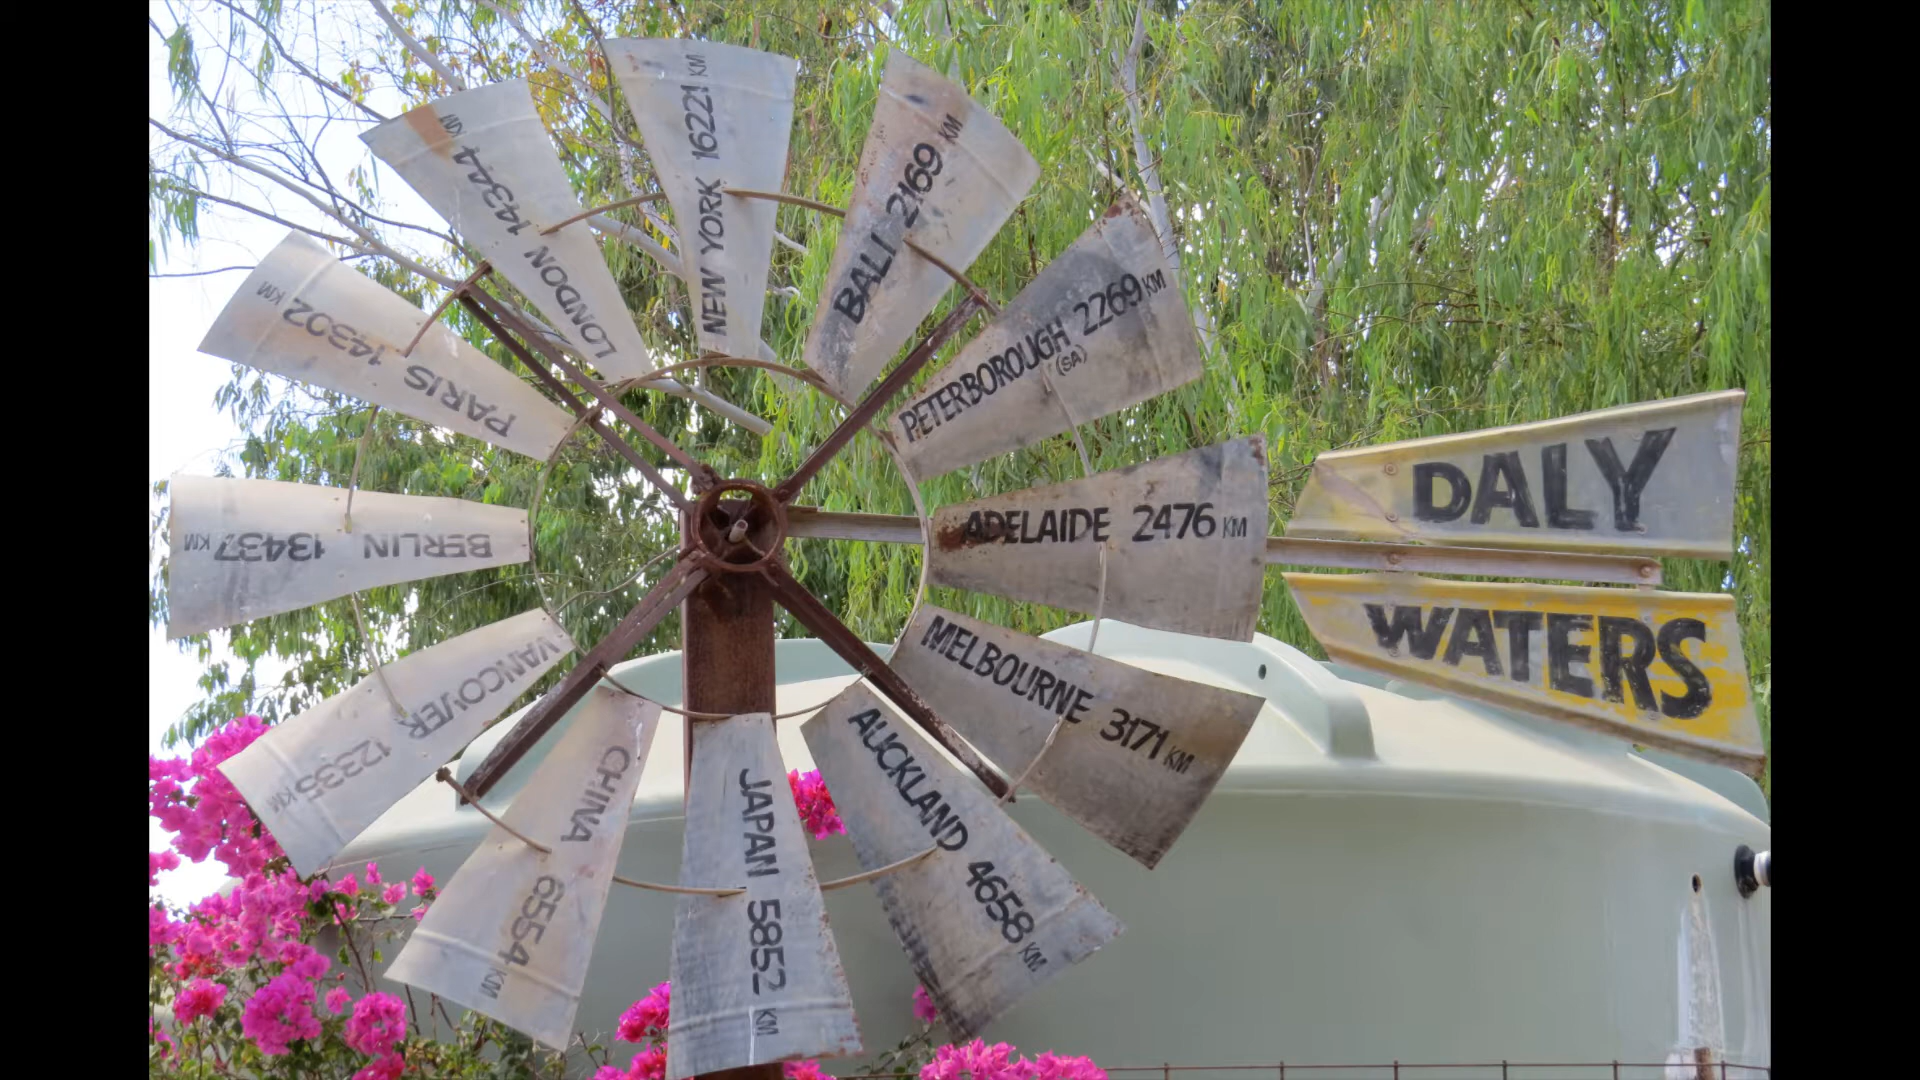 NEW YORK 16221 KM
BALI 2169 KM
PETERBOROUGH 2269 KM
(SA)
ADELAIDE 2476 KM
MELBOURNE 3171 KM
AUCKLAND 4658 KM
JAPAN 5852 KM
CHINA 6554 KM
VANCOVER 12335 KM
BERLIN 13437 KM
PARIS 14302 KM
LONDON 14344 KM
DALY
WATERS